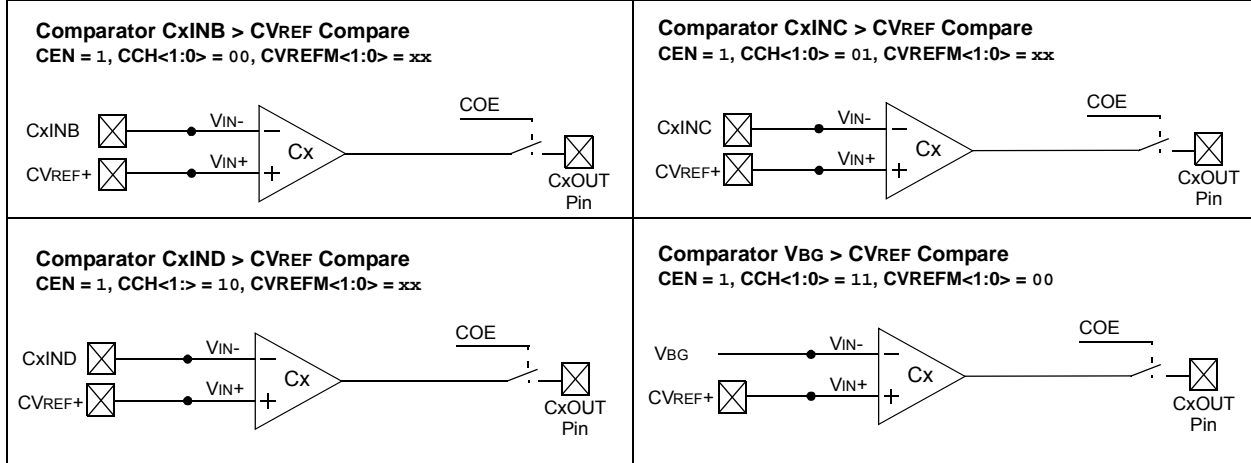 Comparator CxINB > CVREF Compare
CEN = 1, CCH<1:0> = 00, CVREFM<1:0> = xx
COE
CxINB
VIN-
–
Cx
CVREF+
VIN+
+
CxOUT
Pin
Comparator CxINC > CVREF Compare
CEN = 1, CCH<1:0> = 01, CVREFM<1:0> = xx
COE
CxINC
VIN-
–
Cx
CVREF+
VIN+
+
CxOUT
Pin
Comparator CxIND > CVREF Compare
CEN = 1, CCH<1:> = 10, CVREFM<1:0> = xx
COE
CxIND
VIN-
–
Cx
CVREF+
VIN+
+
CxOUT
Pin
Comparator VBG > CVREF Compare
CEN = 1, CCH<1:0> = 11, CVREFM<1:0> = 00
COE
VBG
VIN-
–
Cx
CVREF+
VIN+
+
CxOUT
Pin